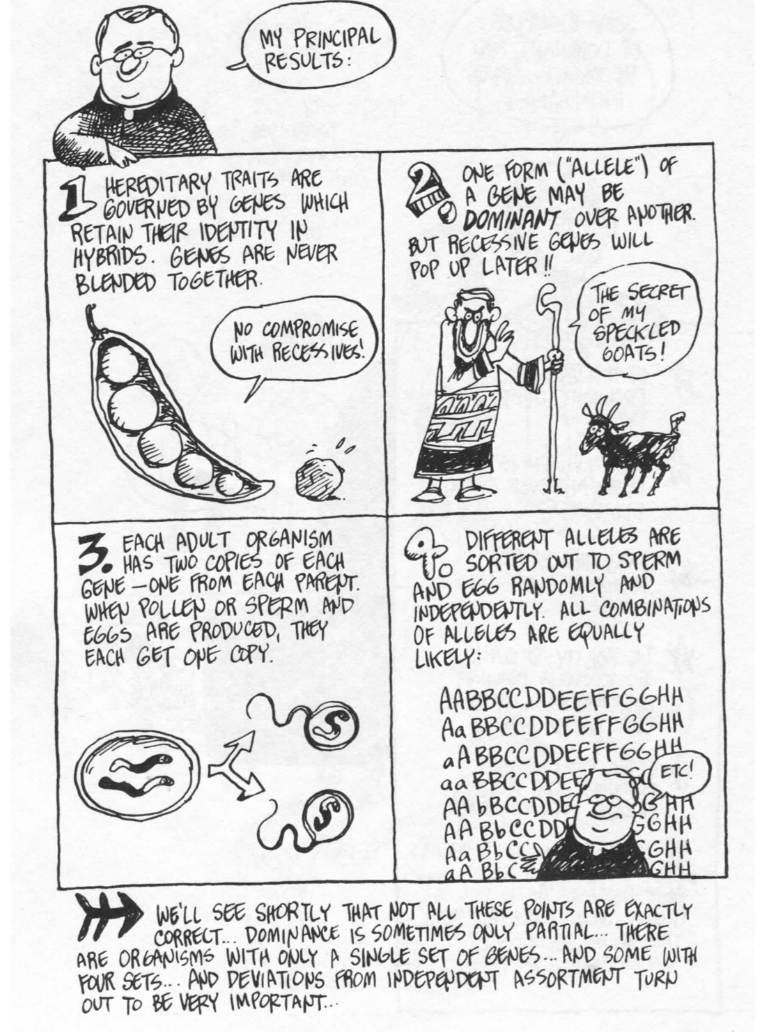 MY PRINCIPAL
RESULTS:
1 HEREDITARY TRAITS ARE
GOVERNED BY GENES WHICH
RETAIN THEIR IDENTITY IN
HYBRIDS. GENES ARE NEVER
BLENDED TOGETHER.
NO COMPROMISE
WITH RECESSIVES!
2. ONE FORM ("ALLELE") OF
A GENE MAY BE
DOMINANT OVER ANOTHER.
BUT RECESSIVE GENES WILL
POP UP LATER!!
THE SECRET
OF MY
SPECKLED
GOATS!
3. EACH ADULT ORGANISM
HAS TWO COPIES OF EACH
GENE—ONE FROM EACH PARENT.
WHEN POLLEN OR SPERM AND
EGGS ARE PRODUCED, THEY
EACH GET ONE COPY.
4. DIFFERENT ALLELES ARE
SORTED OUT TO SPERM
AND EGG RANDOMLY AND
INDEPENDENTLY. ALL COMBINATIONS
OF ALLELES ARE EQUALLY
LIKELY:
AABBCCDDEEFFGGHH
AaBBCCDDEEFFGGHH
aABBCCDDEEFFGGHH
aaBBCCDDEE
AAbBCCDDE GGHH
AABbCCDD GGHH
AaBbCC GHH
aABbC GHH
ETC!
WE'LL SEE SHORTLY THAT NOT ALL THESE POINTS ARE EXACTLY
CORRECT... DOMINANCE IS SOMETIMES ONLY PARTIAL... THERE
ARE ORGANISMS WITH ONLY A SINGLE SET OF GENES... AND SOME WITH
FOUR SETS... AND DEVIATIONS FROM INDEPENDENT ASSORTMENT TURN
OUT TO BE VERY IMPORTANT...